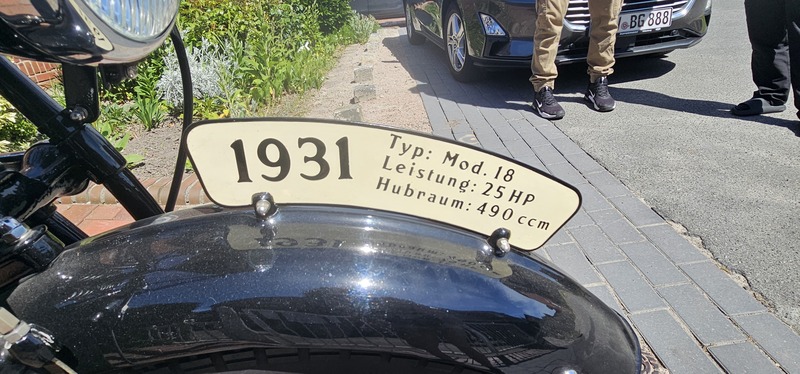 1931
Typ: Mod. 18
Leistung: 25 HP
Hubraum: 490 ccm
BG 888